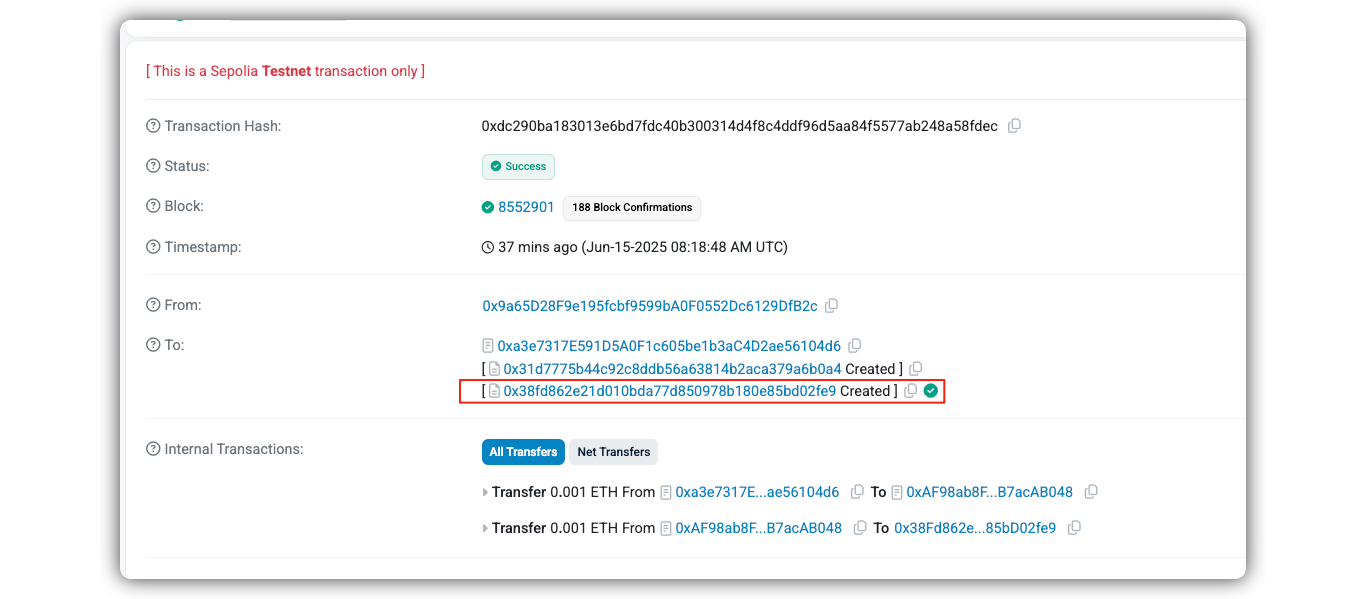 [ This is a Sepolia Testnet transaction only ]
Transaction Hash: 0xdc290ba183013e6bd7fdc40b300314d4f8c4ddf96d5aa84f5577ab248a58fdec
Status: Success
Block: 8552901 188 Block Confirmations
Timestamp: 37 mins ago (Jun-15-2025 08:18:48 AM UTC)
From: 0x9a65D28F9e195fcbf9599bA0F0552Dc6129DfB2c
To: 0xa3e7317E591D5A0F1c605be1b3aC4D2ae56104d6
[ 0x31d7775b44c92c8ddb56a63814b2aca379a6b0a4 Created ]
[ 0x38fd862e21d010bda77d850978b180e85bd02fe9 Created ]
Internal Transactions: All Transfers Net Transfers
Transfer 0.001 ETH From 0xa3e7317E...ae56104d6 To 0xAF98ab8F...B7acAB048
Transfer 0.001 ETH From 0xAF98ab8F...B7acAB048 To 0x38Fd862e...85bD02fe9